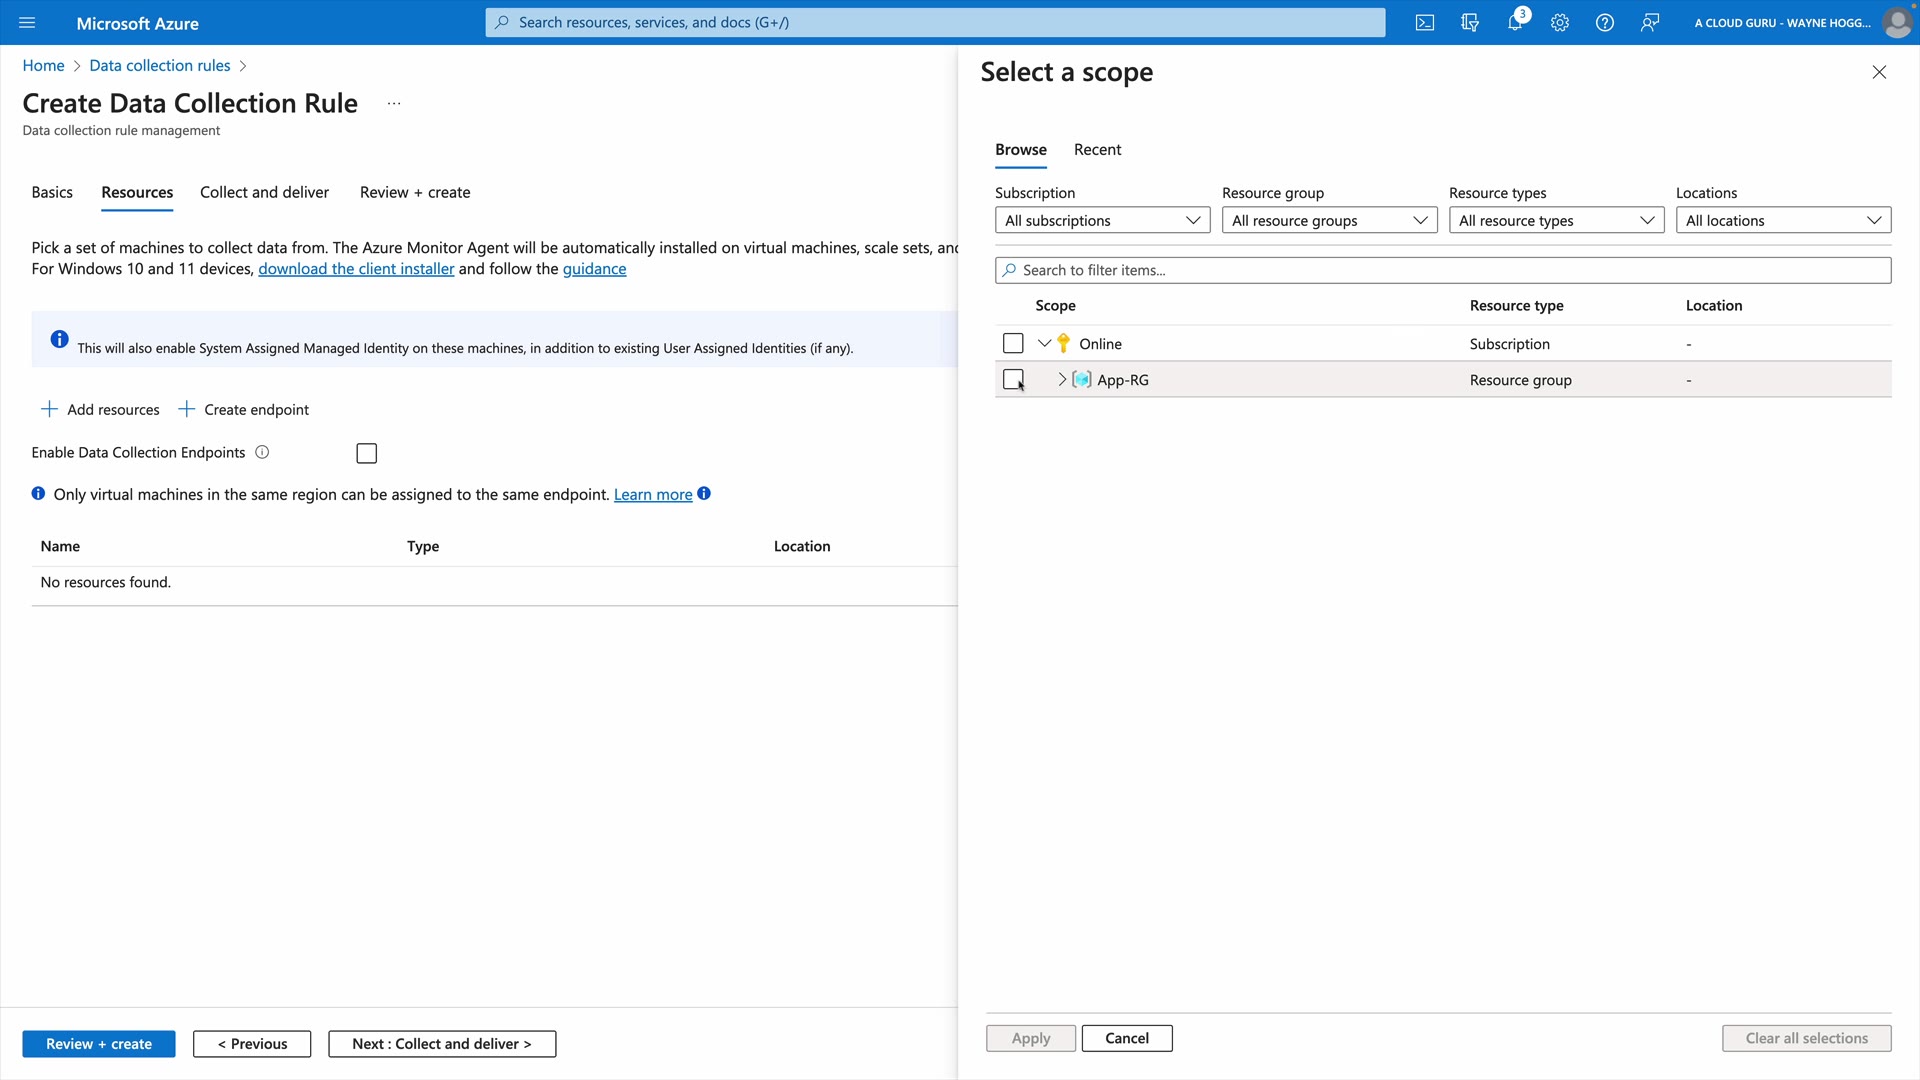 Microsoft Azure
Search resources, services, and docs (G+/)
3
A CLOUD GURU - WAYNE HOGG...
Home > Data collection rules >
Create Data Collection Rule ...
Data collection rule management
Basics
Resources
Collect and deliver
Review + create
Pick a set of machines to collect data from. The Azure Monitor Agent will be automatically installed on virtual machines, scale sets, and
For Windows 10 and 11 devices, download the client installer and follow the guidance
This will also enable System Assigned Managed Identity on these machines, in addition to existing User Assigned Identities (if any).
+ Add resources
+ Create endpoint
Enable Data Collection Endpoints
Only virtual machines in the same region can be assigned to the same endpoint. Learn more
Name Type Location
No resources found.
Review + create
< Previous
Next : Collect and deliver >
Select a scope
Browse
Recent
Subscription Resource group Resource types Locations
All subscriptions All resource groups All resource types All locations
Search to filter items...
Scope Resource type Location
Online Subscription -
App-RG Resource group -
Apply
Cancel
Clear all selections